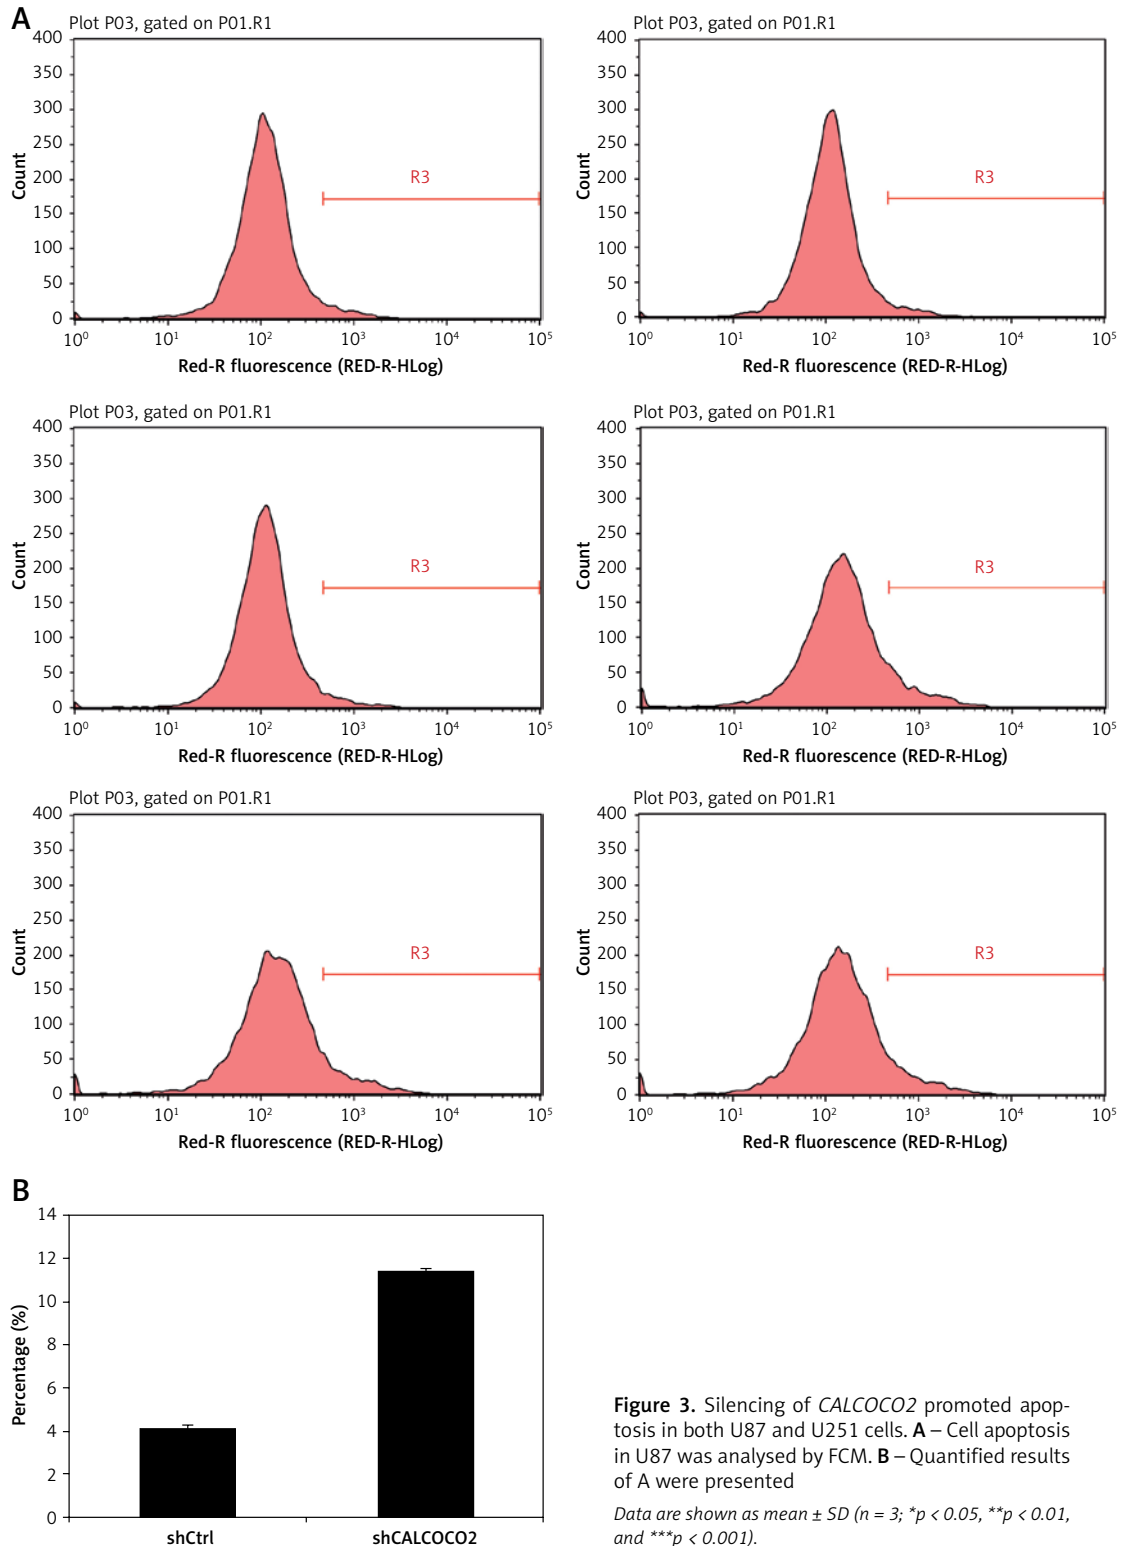 A
Plot P03, gated on P01.R1
400
350
300
250
200
150
100
50
0
Count
R3
10⁰ 10¹ 10² 10³ 10⁴ 10⁵
Red-R fluorescence (RED-R-HLog)
Plot P03, gated on P01.R1
400
350
300
250
200
150
100
50
0
Count
R3
10⁰ 10¹ 10² 10³ 10⁴ 10⁵
Red-R fluorescence (RED-R-HLog)
Plot P03, gated on P01.R1
400
350
300
250
200
150
100
50
0
Count
R3
10⁰ 10¹ 10² 10³ 10⁴ 10⁵
Red-R fluorescence (RED-R-HLog)
Plot P03, gated on P01.R1
400
350
300
250
200
150
100
50
0
Count
R3
10⁰ 10¹ 10² 10³ 10⁴ 10⁵
Red-R fluorescence (RED-R-HLog)
Plot P03, gated on P01.R1
400
350
300
250
200
150
100
50
0
Count
R3
10⁰ 10¹ 10² 10³ 10⁴ 10⁵
Red-R fluorescence (RED-R-HLog)
Plot P03, gated on P01.R1
400
350
300
250
200
150
100
50
0
Count
R3
10⁰ 10¹ 10² 10³ 10⁴ 10⁵
Red-R fluorescence (RED-R-HLog)
B
14
12
10
8
6
4
2
0
Percentage (%)
shCtrl shCALCOCO2
Figure 3. Silencing of CALCOCO2 promoted apop-
tosis in both U87 and U251 cells. A – Cell apoptosis
in U87 was analysed by FCM. B – Quantified results
of A were presented
Data are shown as mean ± SD (n = 3; *p < 0.05, **p < 0.01,
and ***p < 0.001).